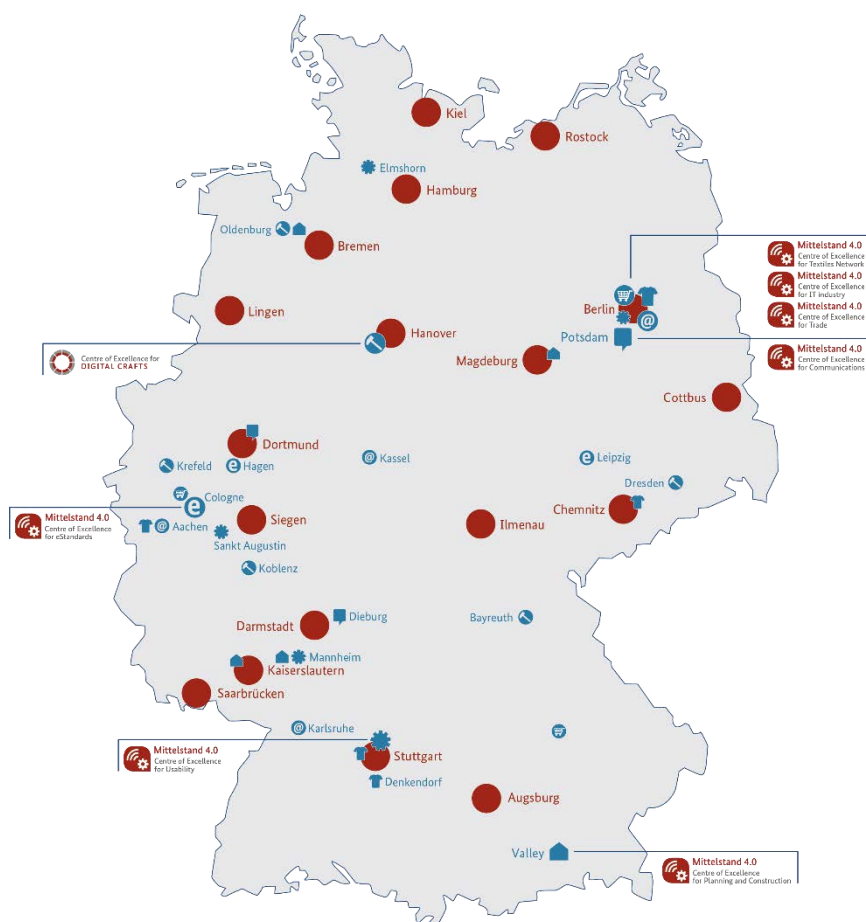 Kiel
Rostock
Elmshorn
Hamburg
Oldenburg
Bremen
Mittelstand 4.0
Centre of Excellence
for Textiles Network
Mittelstand 4.0
Centre of Excellence
for IT industry
Mittelstand 4.0
Centre of Excellence
for Trade
Berlin
Lingen
Hanover
Potsdam
Mittelstand 4.0
Centre of Excellence
for Communications
Centre of Excellence for
DIGITAL CRAFTS
Magdeburg
Cottbus
Dortmund
Krefeld
Hagen
Kassel
Leipzig
Dresden
Cologne
Chemnitz
Mittelstand 4.0
Centre of Excellence
for eStandards
Aachen
Siegen
Ilmenau
Sankt Augustin
Koblenz
Dieburg
Bayreuth
Darmstadt
Mannheim
Kaiserslautern
Saarbrücken
Karlsruhe
Mittelstand 4.0
Centre of Excellence
for Usability
Stuttgart
Denkendorf
Augsburg
Valley
Mittelstand 4.0
Centre of Excellence
for Planning and Construction